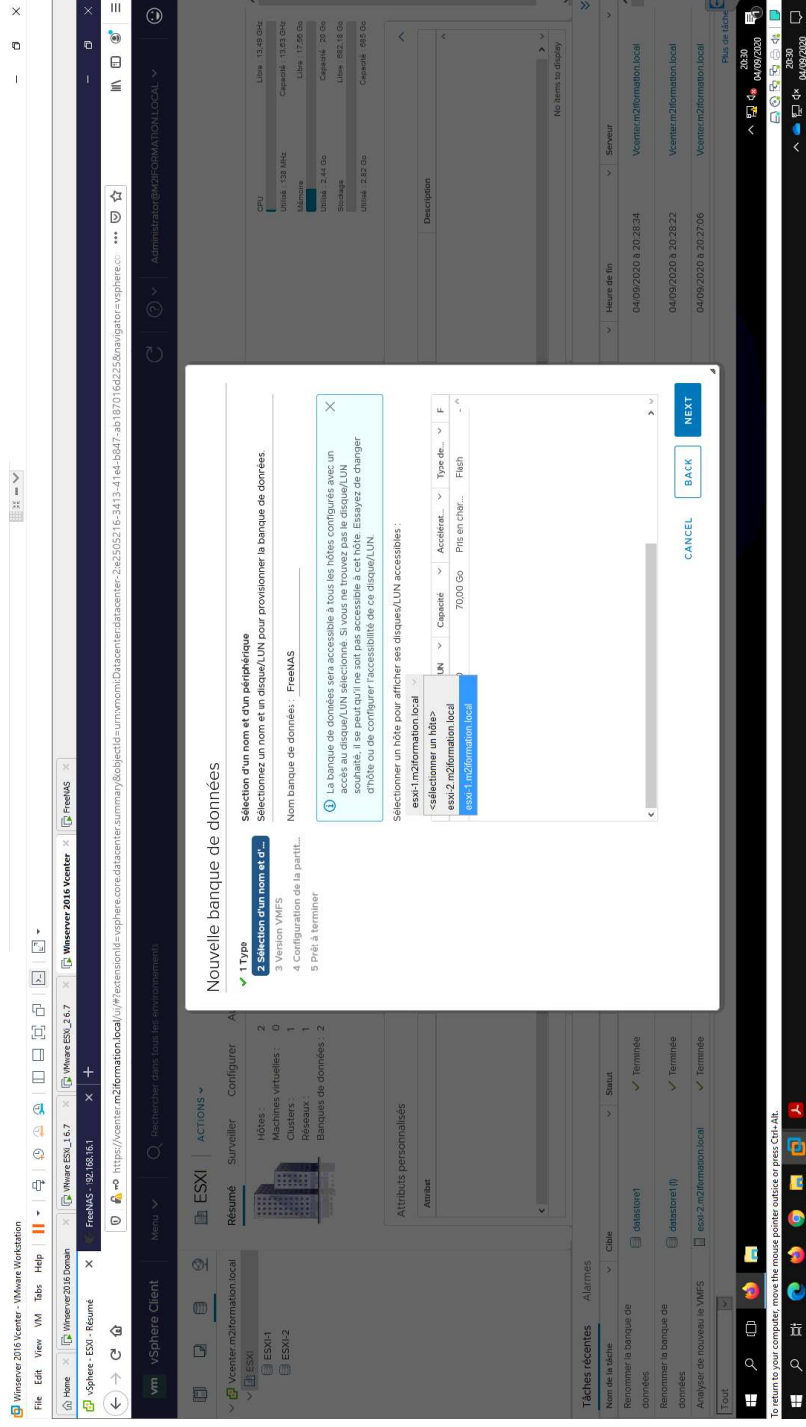 Winserver 2016 Vcenter - VMware Workstation
File Edit View VM Tabs Help
Home
Winserver2016 Domain
VMware ESXi_1 6.7
VMware ESXi_2 6.7
Winserver 2016 Vcenter
FreeNAS
vSphere - ESXI - Résumé
FreeNAS - 192.168.16.1
https://vcenter.m2iformation.local/ui/#?extensionId=vsphere.core.datacenter.summary&objectId=urn:vmomi:Datacenter:datacenter-2:e2505216-3413-41e4-b847-ab187016d225&navigator=vsphere.co
vm vSphere Client
Menu
Rechercher dans tous les environnements
Administrator@M2IFORMATION.LOCAL
Vcenter.m2iformation.local
ESXI
ESXI-1
ESXI-2
ESXI
ACTIONS
Résumé
Surveiller
Configurer
Hôtes : 2
Machines virtuelles : 0
Clusters : 1
Réseaux : 1
Banques de données : 2
CPU
Libre : 13,49 GHz
Utilisé : 138 MHz
Capacité : 13,63 GHz
Mémoire
Libre : 17,56 Go
Utilisé : 2,44 Go
Capacité : 20 Go
Stockage
Libre : 682,18 Go
Utilisé : 2,82 Go
Capacité : 685 Go
Attributs personnalisés
Attribut
Description
No items to display
Nouvelle banque de données
1 Type
2 Sélection d'un nom et d'...
3 Version VMFS
4 Configuration de la partit...
5 Prêt à terminer
Sélection d'un nom et d'un périphérique
Sélectionnez un nom et un disque/LUN pour provisionner la banque de données.
Nom banque de données : FreeNAS
La banque de données sera accessible à tous les hôtes configurés avec un
accès au disque/LUN sélectionné. Si vous ne trouvez pas le disque/LUN
souhaité, il se peut qu'il ne soit pas accessible à cet hôte. Essayez de changer
d'hôte ou de configurer l'accessibilité de ce disque/LUN.
Sélectionner un hôte pour afficher ses disques/LUN accessibles :
esxi-1.m2iformation.local
<sélectionner un hôte>
esxi-2.m2iformation.local
esxi-1.m2iformation.local
UN
Capacité
Accélérat...
Type de...
F
70,00 Go
Pris en char...
Flash
-
CANCEL
BACK
NEXT
Tâches récentes
Alarmes
Nom de la tâche
Cible
Statut
Heure de fin
Serveur
Renommer la banque de
données
datastore1
Terminée
04/09/2020 à 20:28:34
Vcenter.m2iformation.local
Renommer la banque de
données
datastore1 (1)
Terminée
04/09/2020 à 20:28:22
Vcenter.m2iformation.local
Analyser de nouveau le VMFS
esxi-2.m2iformation.local
Terminée
04/09/2020 à 20:27:06
Vcenter.m2iformation.local
Tout
Plus de tâche
20:30
04/09/2020
To return to your computer, move the mouse pointer outside or press Ctrl+Alt.
20:30
04/09/2020